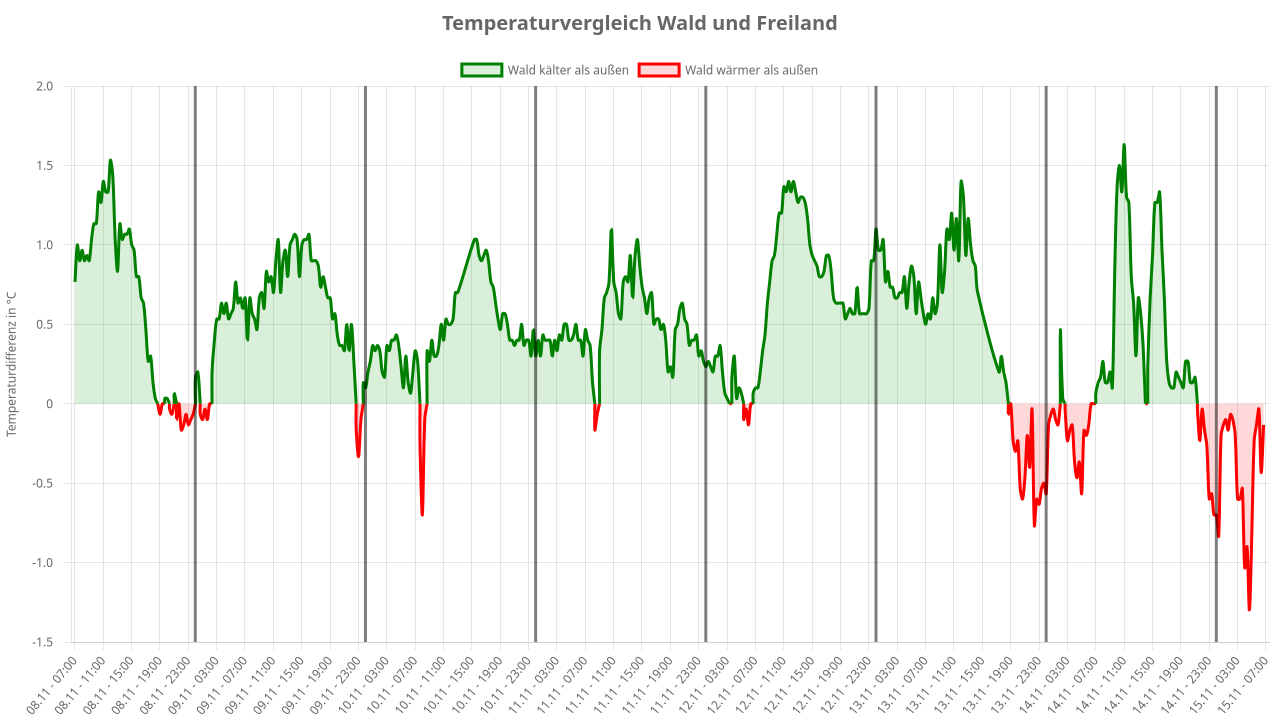 Temperaturvergleich Wald und Freiland
Wald kälter als außen
Wald wärmer als außen
Temperaturdifferenz in °C
2.0
1.5
1.0
0.5
0
-0.5
-1.0
-1.5
08.11 - 07:00
08.11 - 11:00
08.11 - 15:00
08.11 - 19:00
08.11 - 23:00
09.11 - 03:00
09.11 - 07:00
09.11 - 11:00
09.11 - 15:00
09.11 - 19:00
09.11 - 23:00
10.11 - 03:00
10.11 - 07:00
10.11 - 11:00
10.11 - 15:00
10.11 - 19:00
10.11 - 23:00
11.11 - 03:00
11.11 - 07:00
11.11 - 11:00
11.11 - 15:00
11.11 - 19:00
11.11 - 23:00
12.11 - 03:00
12.11 - 07:00
12.11 - 11:00
12.11 - 15:00
12.11 - 19:00
12.11 - 23:00
13.11 - 03:00
13.11 - 07:00
13.11 - 11:00
13.11 - 15:00
13.11 - 19:00
13.11 - 23:00
14.11 - 03:00
14.11 - 07:00
14.11 - 11:00
14.11 - 15:00
14.11 - 19:00
14.11 - 23:00
15.11 - 03:00
15.11 - 07:00